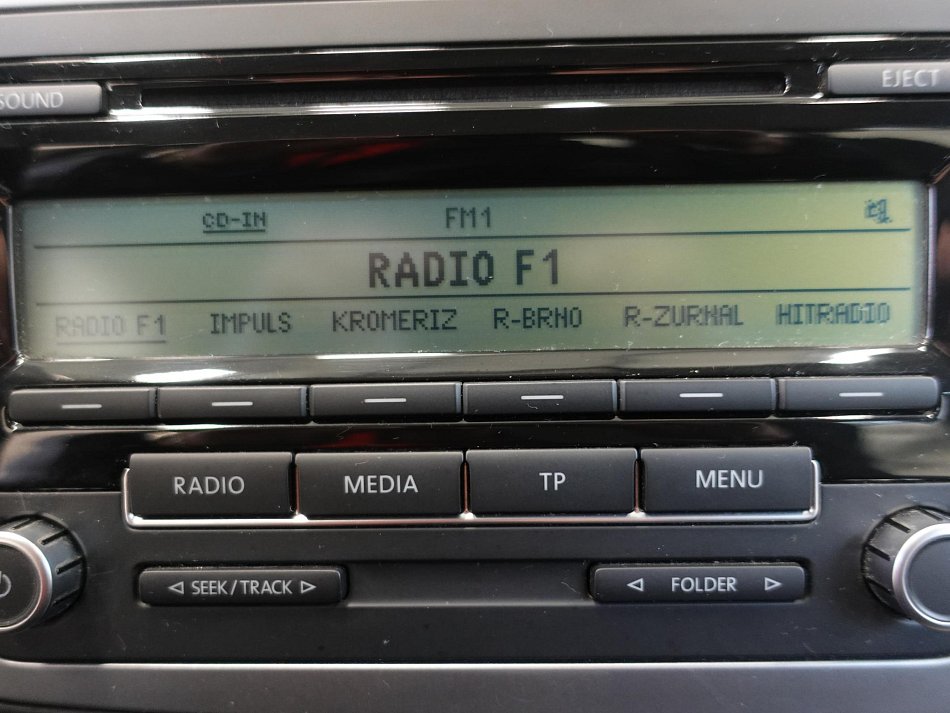 SOUND EJECT
CD-IN FM1
RADIO F1
RADIO F1 IMPULS KROMERIZ R-BRNO R-ZURNAL HITRADIO
RADIO MEDIA TP MENU
SEEK/TRACK FOLDER